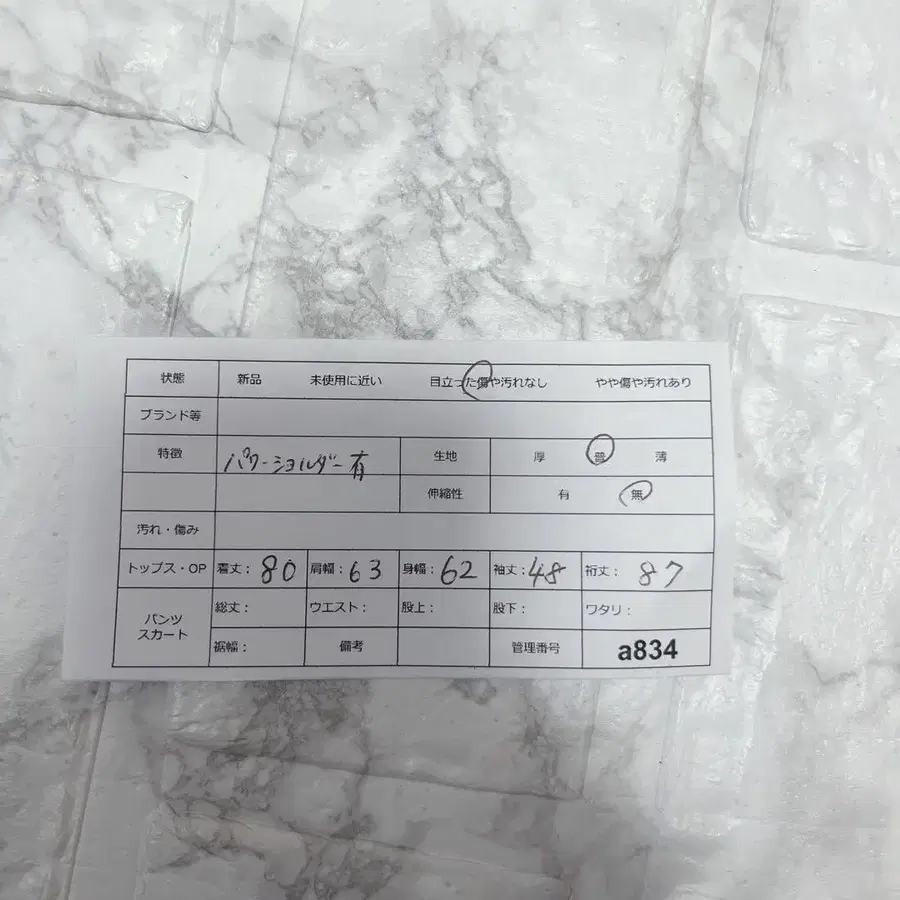 状態 新品 未使用に近い 目立った傷や汚れなし やや傷や汚れあり
ブランド等
特徴 パワーショルダー有 生地 厚 普 薄
伸縮性 有 無
汚れ・傷み
トップス・OP 着丈：80 肩幅：63 身幅：62 袖丈：48 裄丈：87
パンツ
スカート
総丈： ウエスト： 股上： 股下： ワタリ：
裾幅： 備考 管理番号 a834